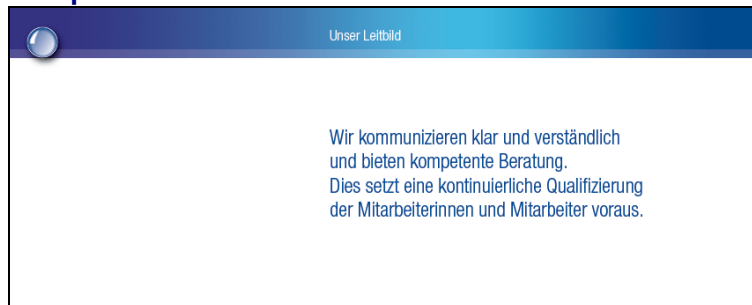 Unser Leitbild
Wir kommunizieren klar und verständlich
und bieten kompetente Beratung.
Dies setzt eine kontinuierliche Qualifizierung
der Mitarbeiterinnen und Mitarbeiter voraus.